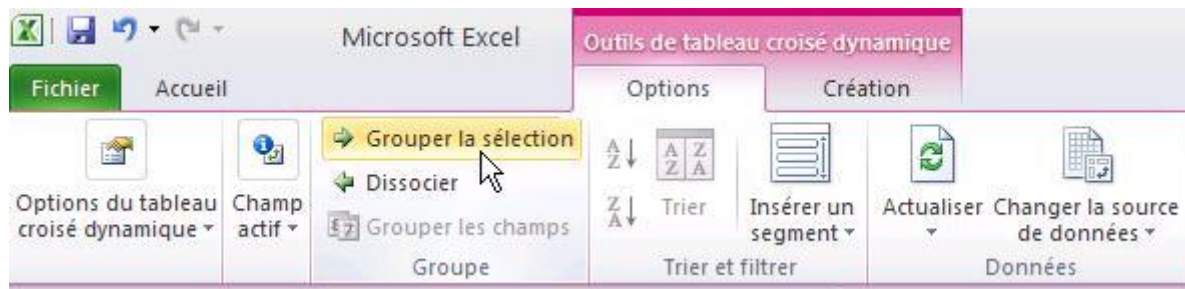 Microsoft Excel
Outils de tableau croisé dynamique
Fichier
Accueil
Options
Création
Options du tableau
croisé dynamique
Champ
actif
Grouper la sélection
Dissocier
Grouper les champs
Groupe
Trier
Insérer un
segment
Trier et filtrer
Actualiser
Changer la source
de données
Données